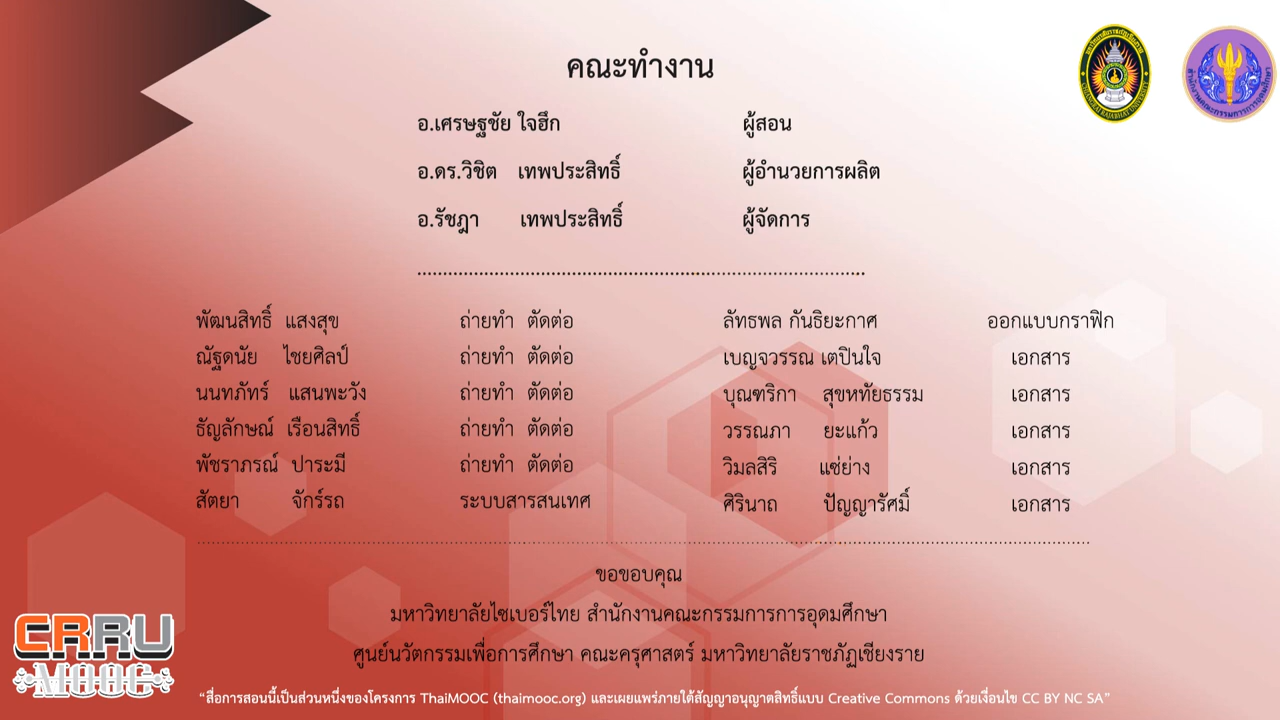 คณะทำงาน
อ.เศรษฐชัย ใจฮึก ผู้สอน
อ.ดร.วิชิต เทพประสิทธิ์ ผู้อำนวยการผลิต
อ.รัชฎา เทพประสิทธิ์ ผู้จัดการ
พัฒนสิทธิ์ แสงสุข ถ่ายทำ ตัดต่อ ลัทธพล กันธิยะกาศ ออกแบบกราฟิก
ณัฐดนัย ไชยศิลป์ ถ่ายทำ ตัดต่อ เบญจวรรณ เตปินใจ เอกสาร
นนทภัทร์ แสนพะวัง ถ่ายทำ ตัดต่อ บุณฑริกา สุขหทัยธรรม เอกสาร
ธัญลักษณ์ เรือนสิทธิ์ ถ่ายทำ ตัดต่อ วรรณภา ยะแก้ว เอกสาร
พัชราภรณ์ ปาระมี ถ่ายทำ ตัดต่อ วิมลสิริ แซ่ย่าง เอกสาร
สัตยา จักร์รถ ระบบสารสนเทศ ศิรินาถ ปัญญารัศมิ์ เอกสาร
ขอขอบคุณ
มหาวิทยาลัยไซเบอร์ไทย สำนักงานคณะกรรมการการอุดมศึกษา
ศูนย์นวัตกรรมเพื่อการศึกษา คณะครุศาสตร์ มหาวิทยาลัยราชภัฏเชียงราย
CRRU
MOOC
“สื่อการสอนนี้เป็นส่วนหนึ่งของโครงการ ThaiMOOC (thaimooc.org) และเผยแพร่ภายใต้สัญญาอนุญาตสิทธิ์แบบ Creative Commons ด้วยเงื่อนไข CC BY NC SA”